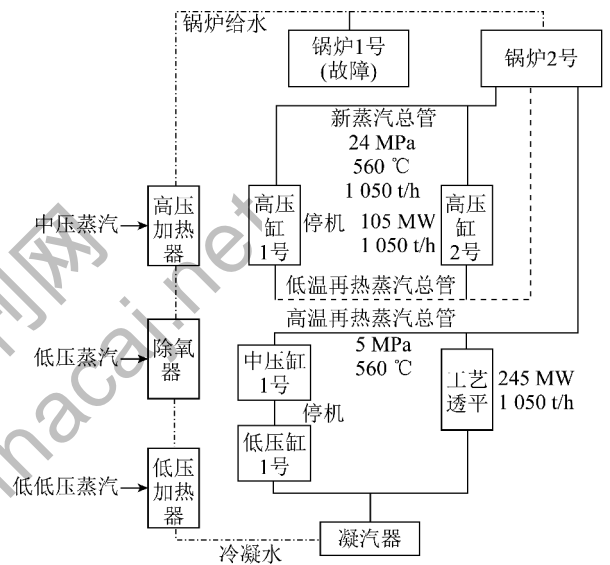 锅炉给水
锅炉1号
(故障)
锅炉2号
新蒸汽总管
24 MPa
560 ℃
1 050 t/h
中压蒸汽
高压
加热
器
高压
缸
1号
停机
105 MW
1 050 t/h
高压
缸
2号
低温再热蒸汽总管
高温再热蒸汽总管
5 MPa
560 ℃
低压蒸汽
除氧
器
中压缸
1号
停机
低压缸
1号
工艺
透平
245 MW
1 050 t/h
低低压蒸汽
低压
加热
器
冷凝水
凝汽器
刊网
hacaj.net